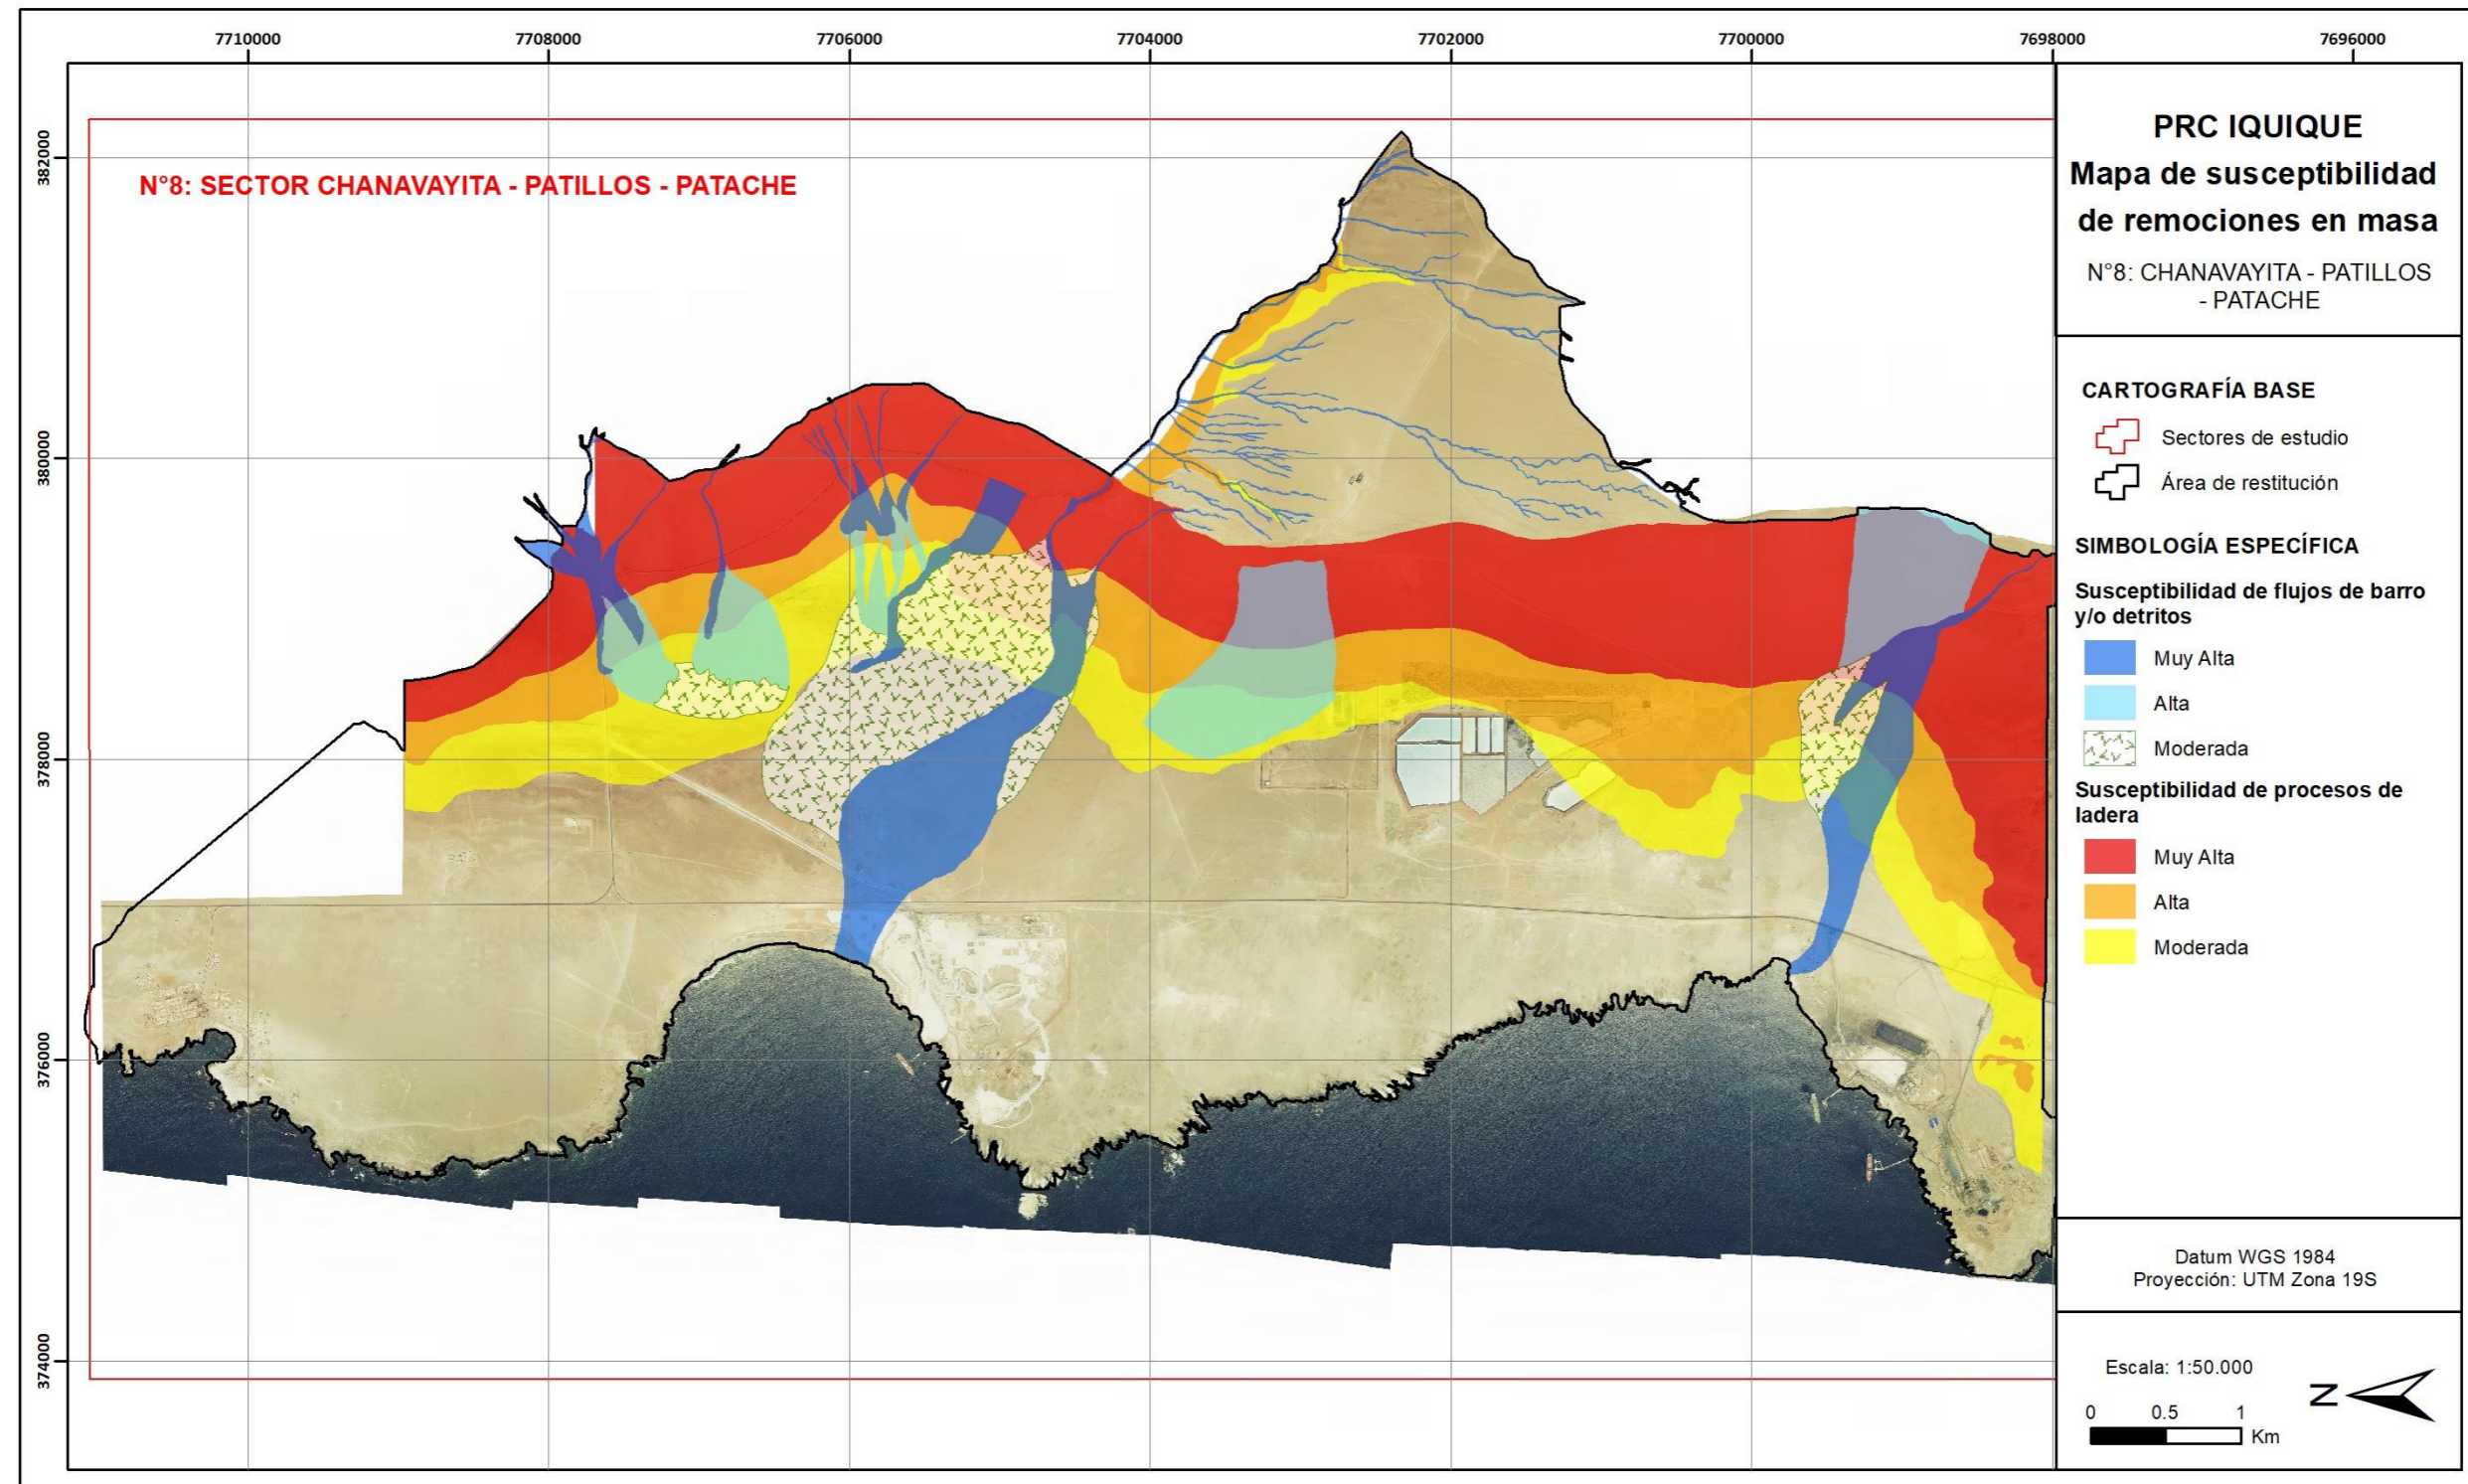 7710000 7708000 7706000 7704000 7702000 7700000 7698000 7696000
382000
380000
378000
376000
374000
N°8: SECTOR CHANAVAYITA - PATILLOS - PATACHE
PRC IQUIQUE
Mapa de susceptibilidad
de remociones en masa
N°8: CHANAVAYITA - PATILLOS
- PATACHE
CARTOGRAFÍA BASE
Sectores de estudio
Área de restitución
SIMBOLOGÍA ESPECÍFICA
Susceptibilidad de flujos de barro
y/o detritos
Muy Alta
Alta
Moderada
Susceptibilidad de procesos de
ladera
Muy Alta
Alta
Moderada
Datum WGS 1984
Proyección: UTM Zona 19S
Escala: 1:50.000
0 0.5 1
Km
N